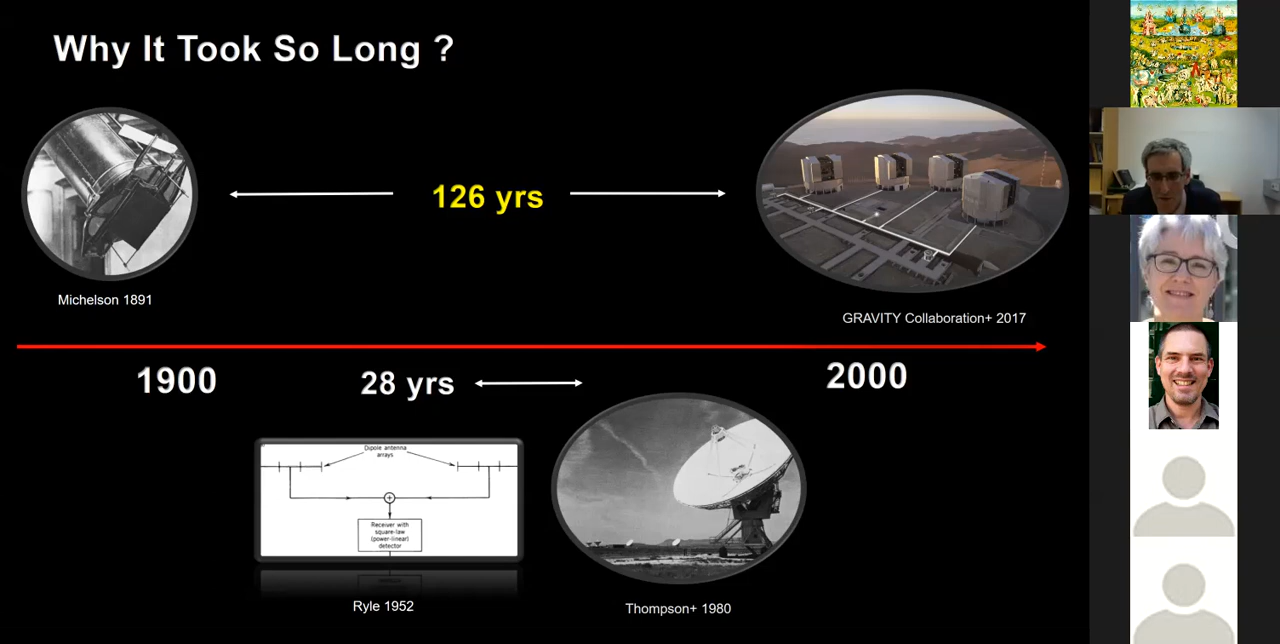 Why It Took So Long ?
126 yrs
Michelson 1891
GRAVITY Collaboration+ 2017
1900
28 yrs
2000
Dipole antenna
arrays
Receiver with
square-law
(power-linear)
detector
Ryle 1952
Thompson+ 1980